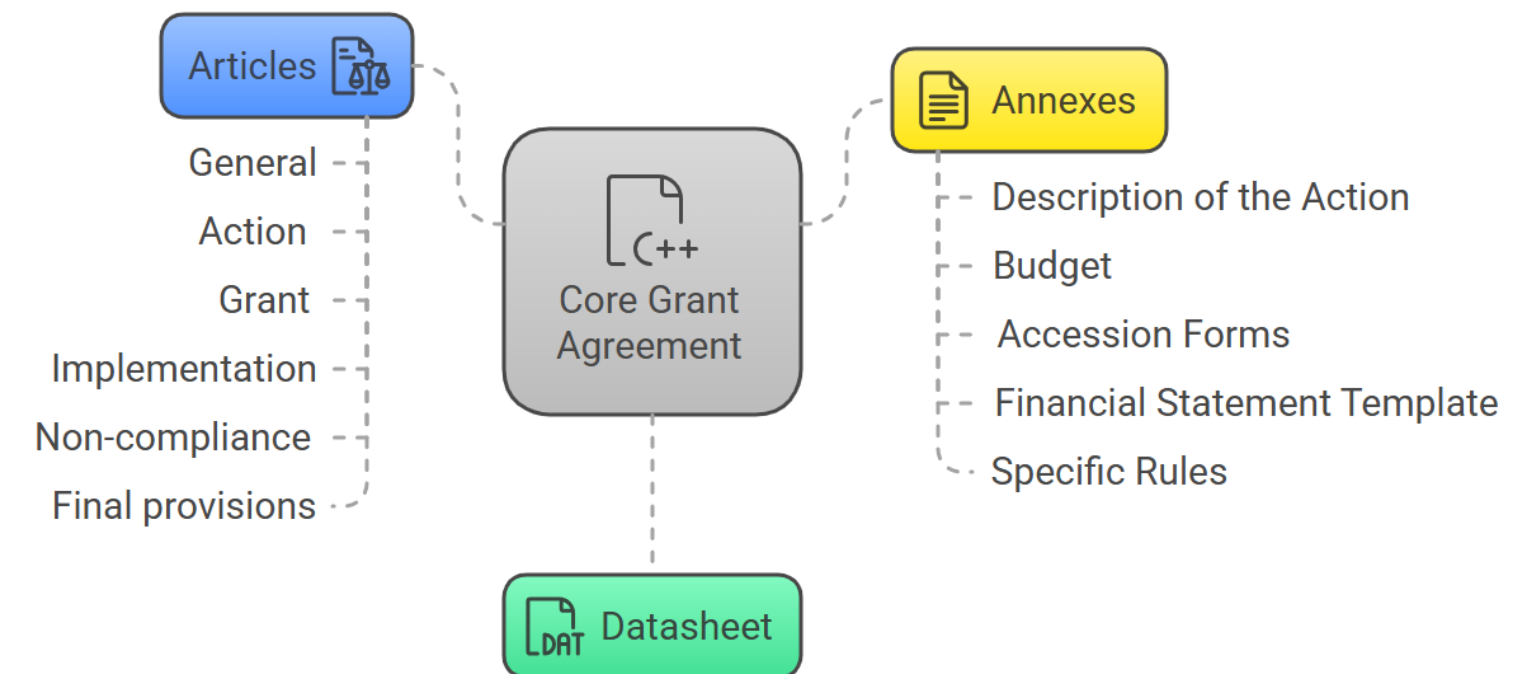 Articles
General
Action
Grant
Implementation
Non-compliance
Final provisions
C++
Core Grant
Agreement
Annexes
Description of the Action
Budget
Accession Forms
Financial Statement Template
Specific Rules
DAT
Datasheet